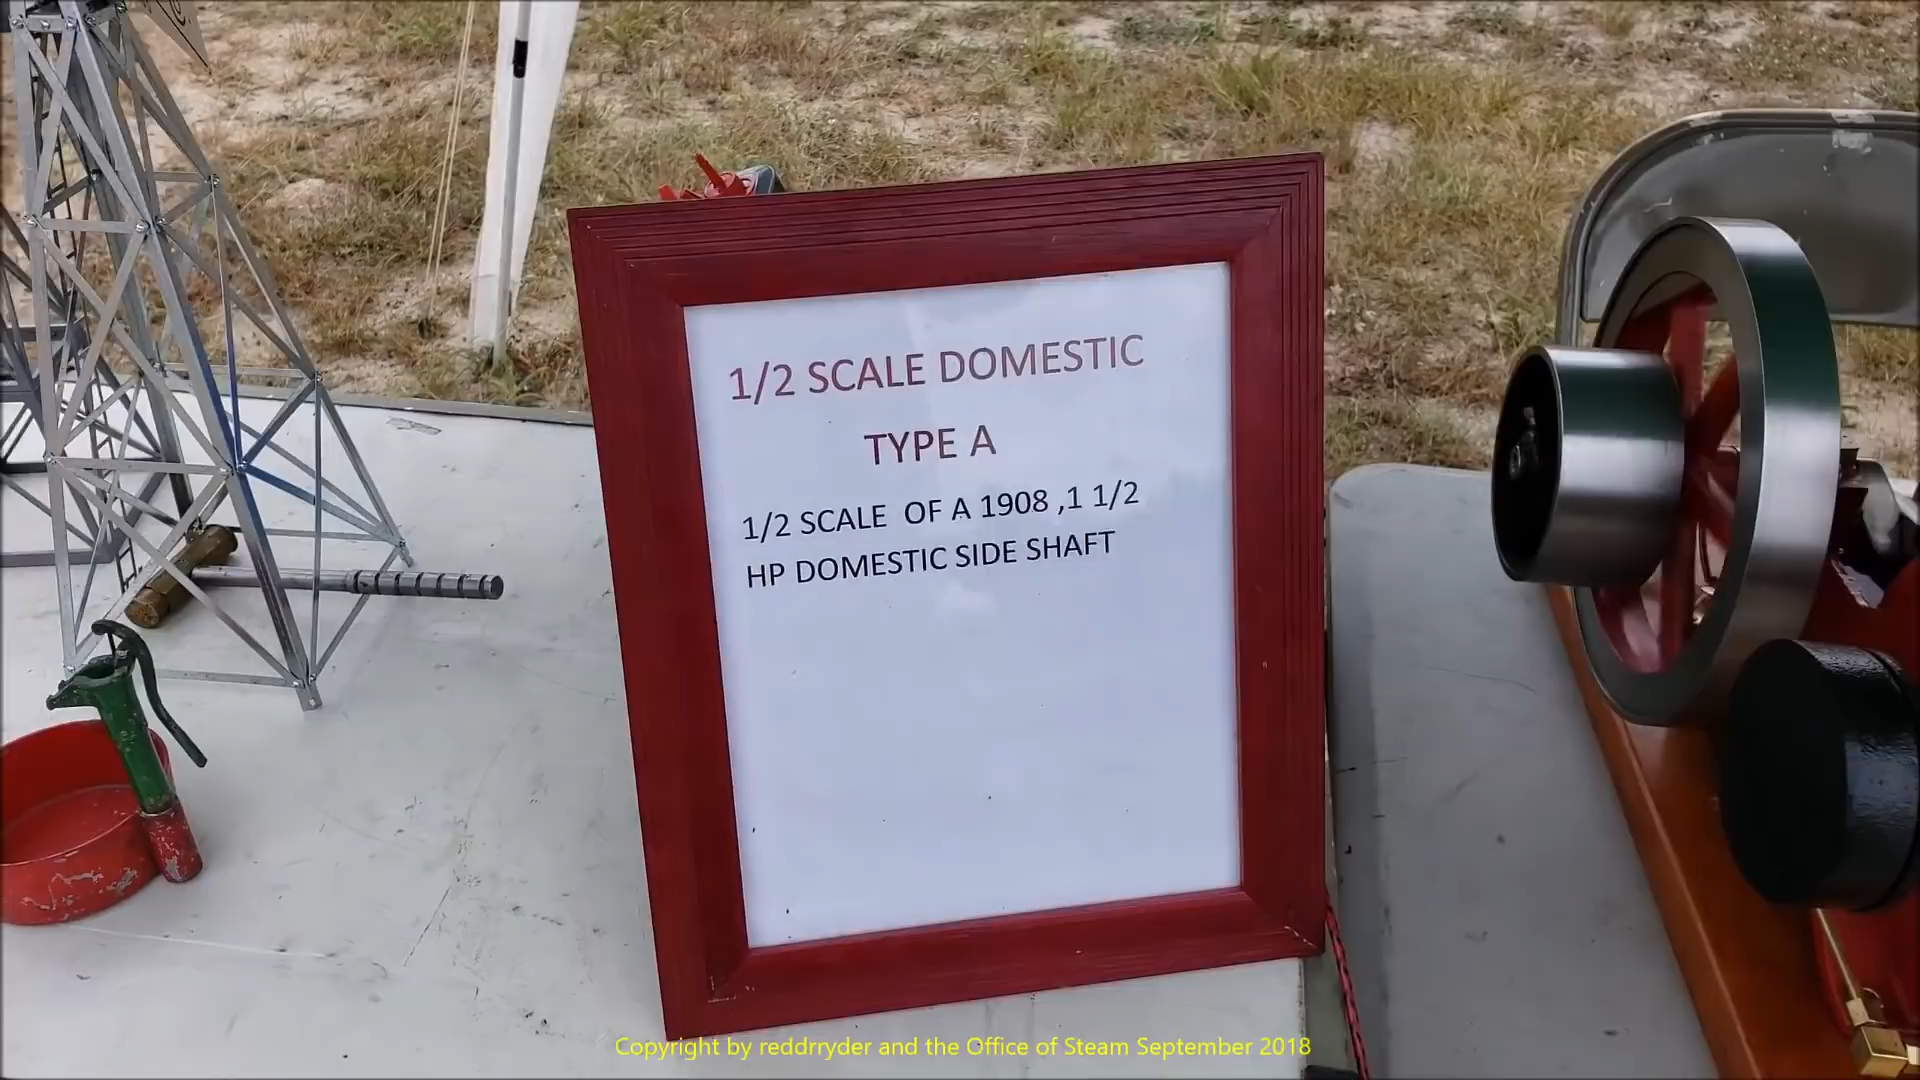 1/2 SCALE DOMESTIC
TYPE A
1/2 SCALE OF A 1908 ,1 1/2
HP DOMESTIC SIDE SHAFT
Copyright by reddrryder and the Office of Steam September 2018